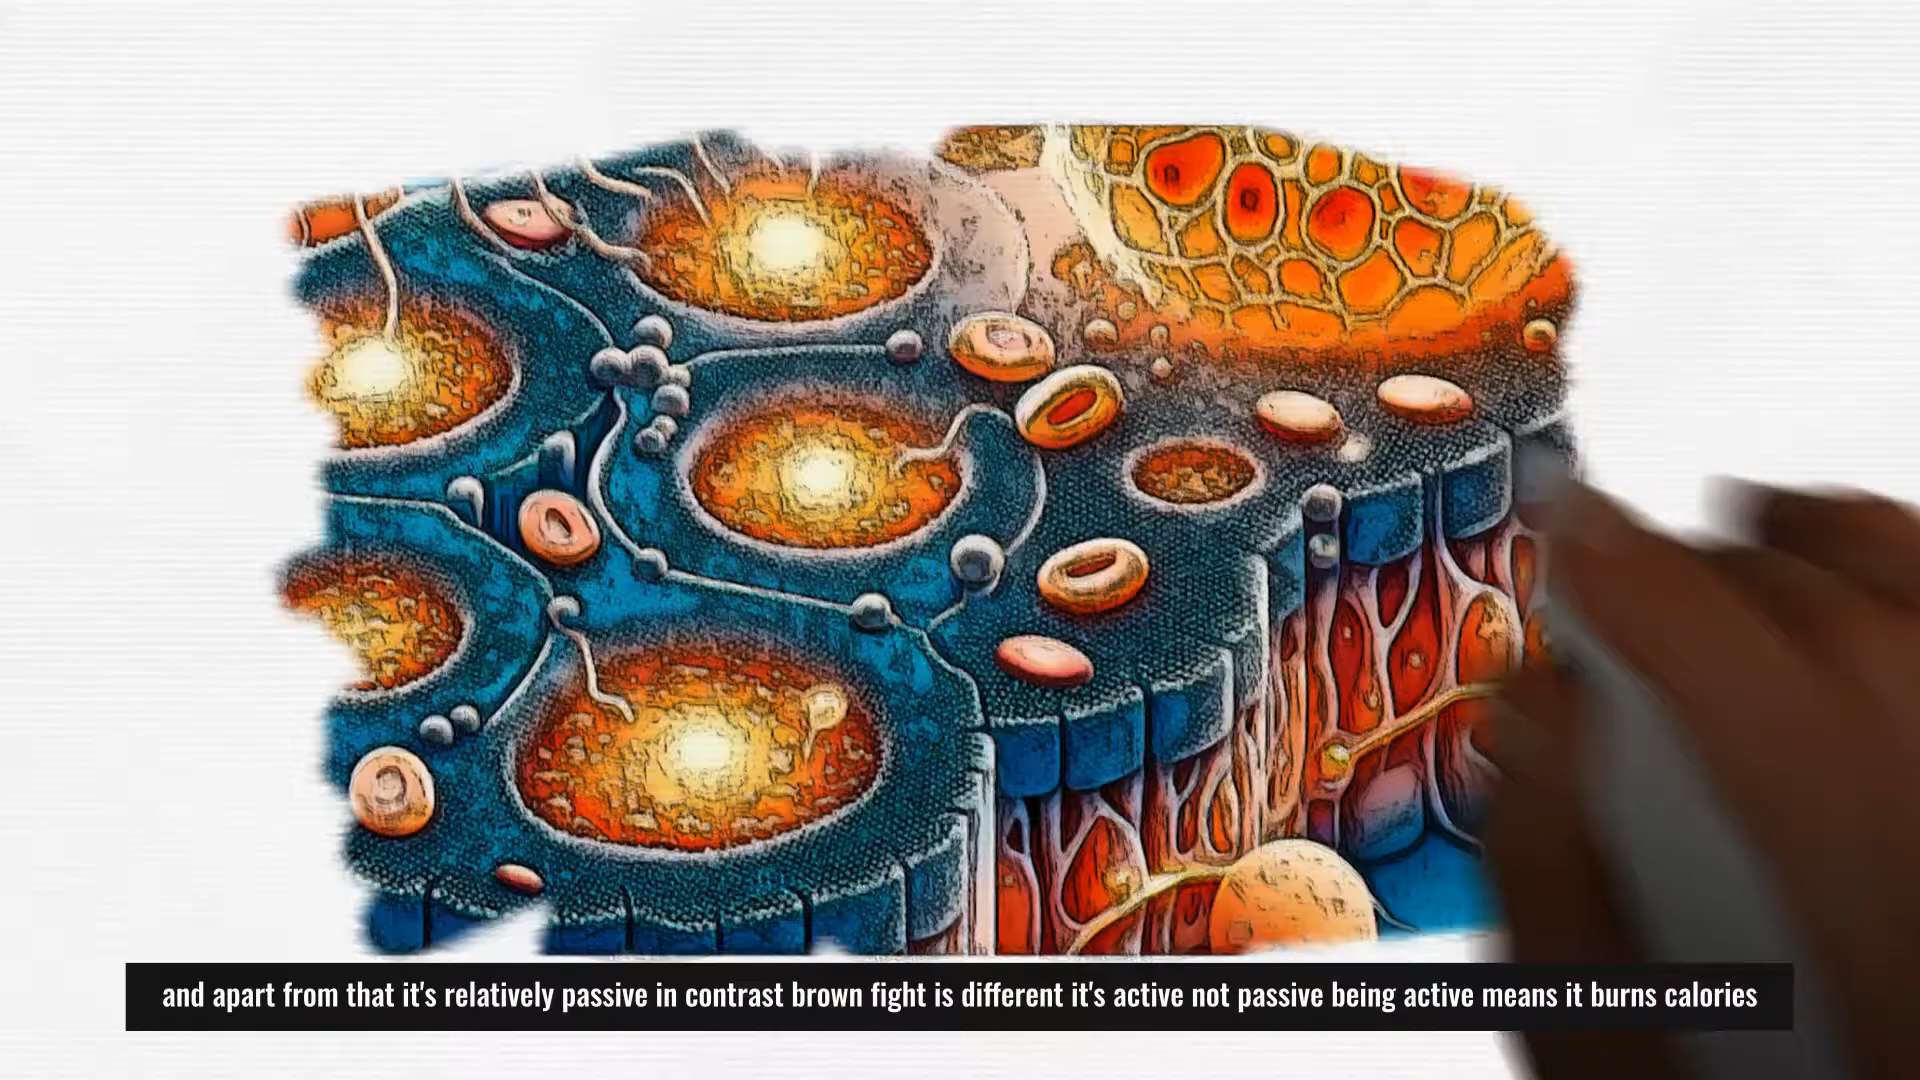 and apart from that it's relatively passive in contrast brown fight is different it's active not passive being active means it burns calories